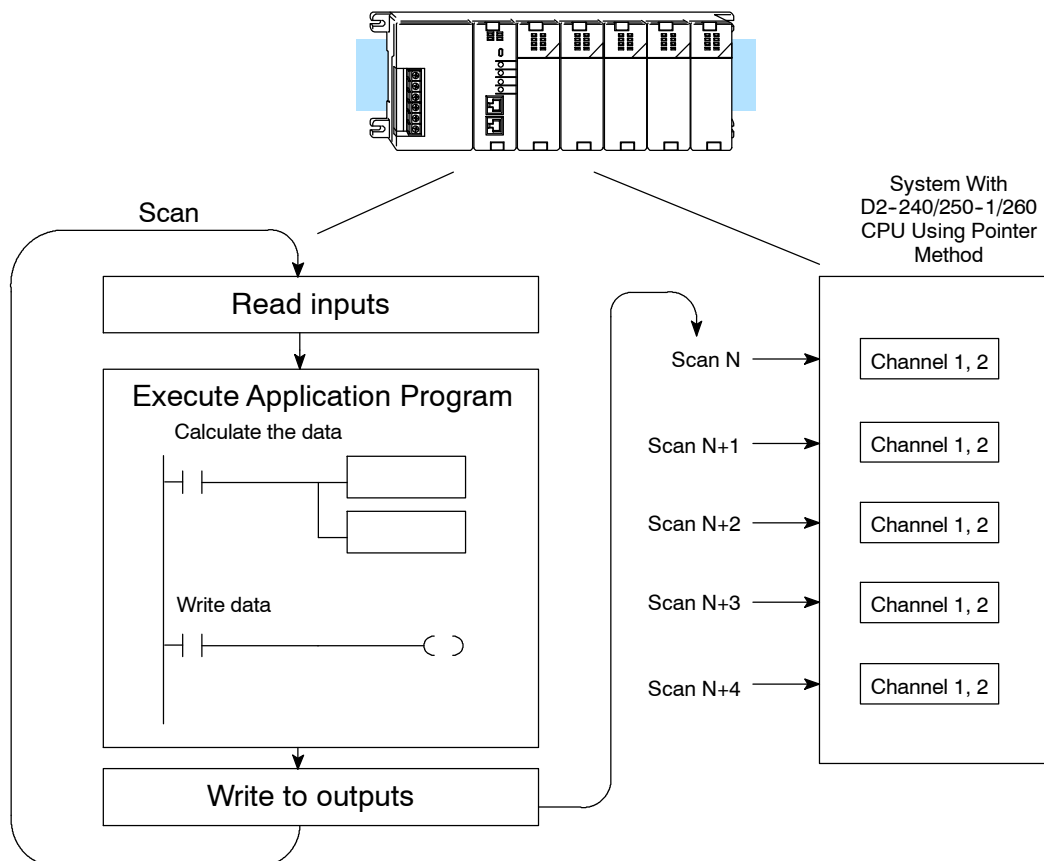 System With
D2-240/250-1/260
CPU Using Pointer
Method
Scan
Read inputs
Execute Application Program
Calculate the data
Write data
Write to outputs
Scan N
Channel 1, 2
Scan N+1
Channel 1, 2
Scan N+2
Channel 1, 2
Scan N+3
Channel 1, 2
Scan N+4
Channel 1, 2